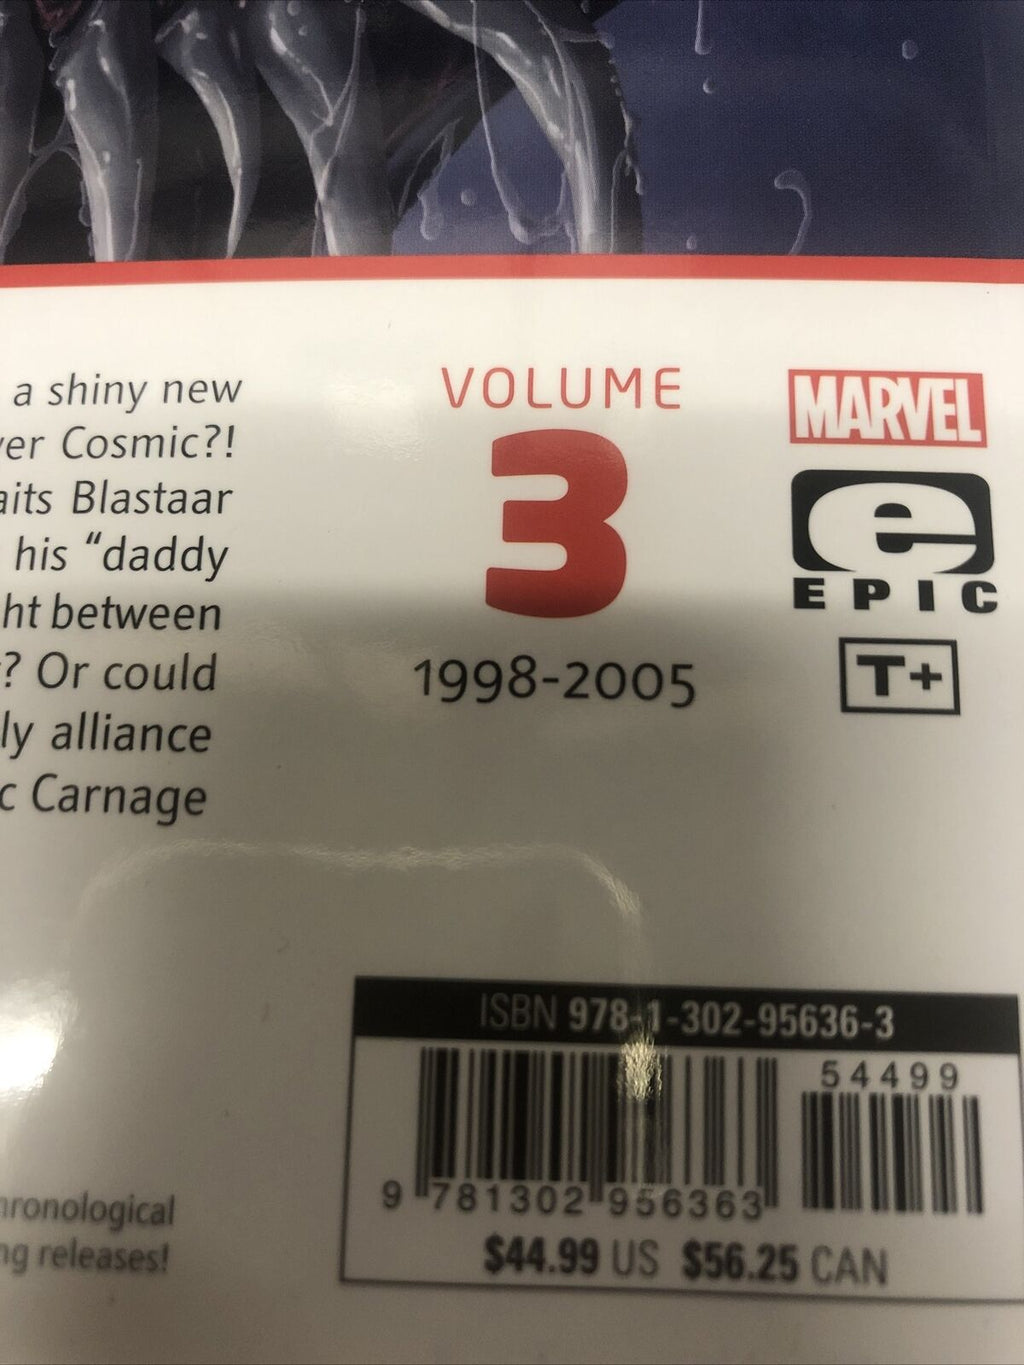 a shiny new
er Cosmic?!
aits Blastaar
his “daddy
ht between
? Or could
ly alliance
c Carnage
VOLUME
3
1998-2005
MARVEL
e
EPIC
T+
ISBN 978-1-302-95636-3
54499
9 781302 956363
$44.99 US $56.25 CAN
hronological
ng releases!